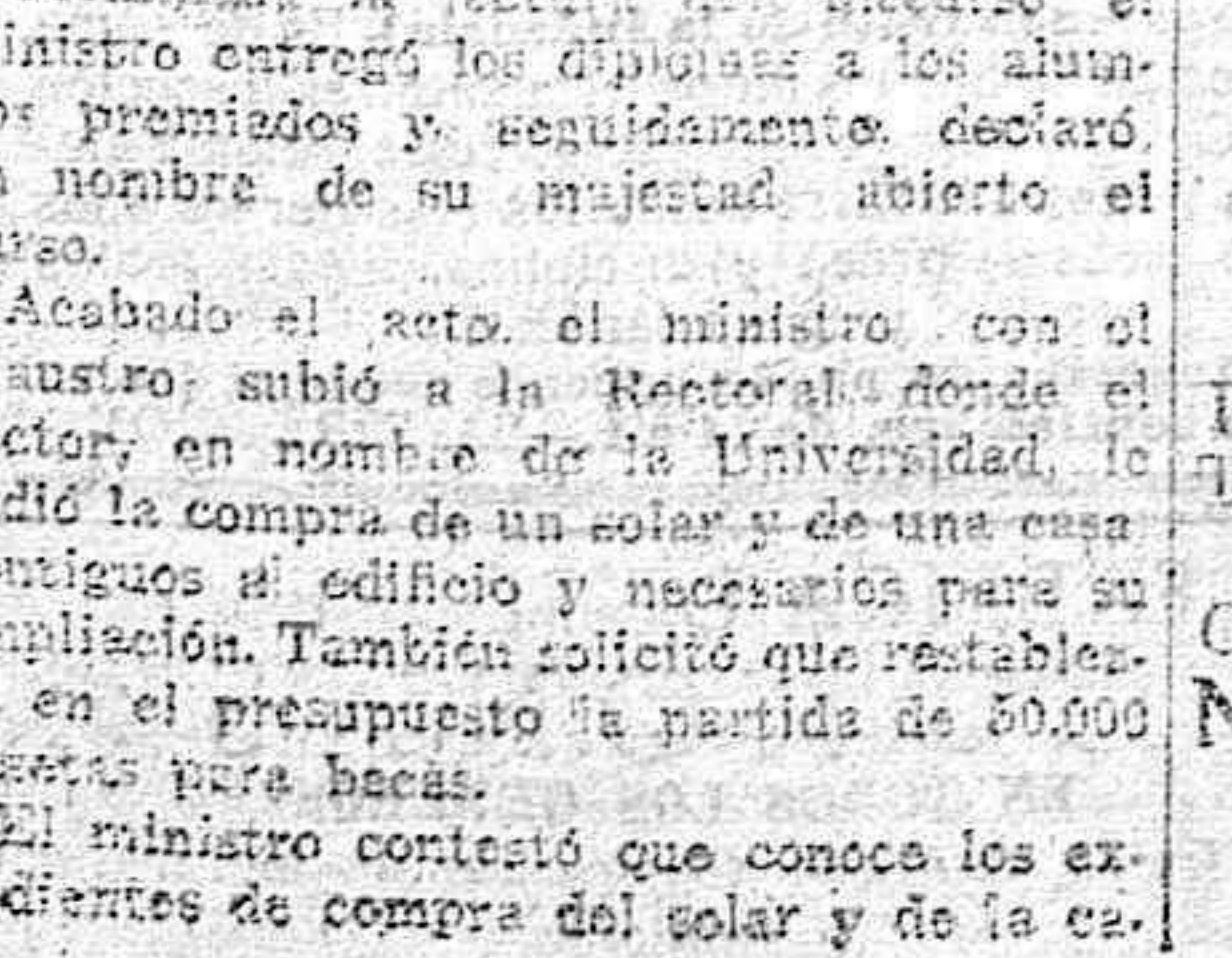 inistro entregó los diplomas a los alum-
os premiados y seguidamente. declaró,
nombre de su majestad abierto el
urso.
Acabado el acto. el ministro con el
austro, subió a la Rectoral. donde el
ctor, en nombre de la Universidad, le
dió la compra de un solar y de una casa
ntiguos al edificio y necesarios para su
mpliación. También solicitó que restablez-
en el presupuesto la partida de 50.000
setas para becas.
El ministro contestó que conoce los ex-
dientes de compra del solar y de la ca-